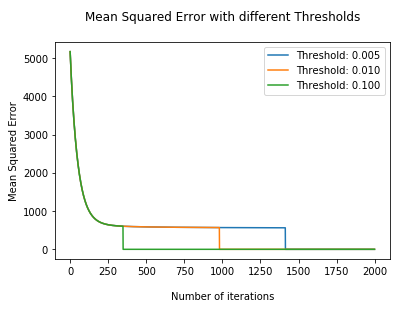 Mean Squared Error with different Thresholds
Threshold: 0.005
Threshold: 0.010
Threshold: 0.100
Mean Squared Error
5000
4000
3000
2000
1000
0
0 250 500 750 1000 1250 1500 1750 2000
Number of iterations